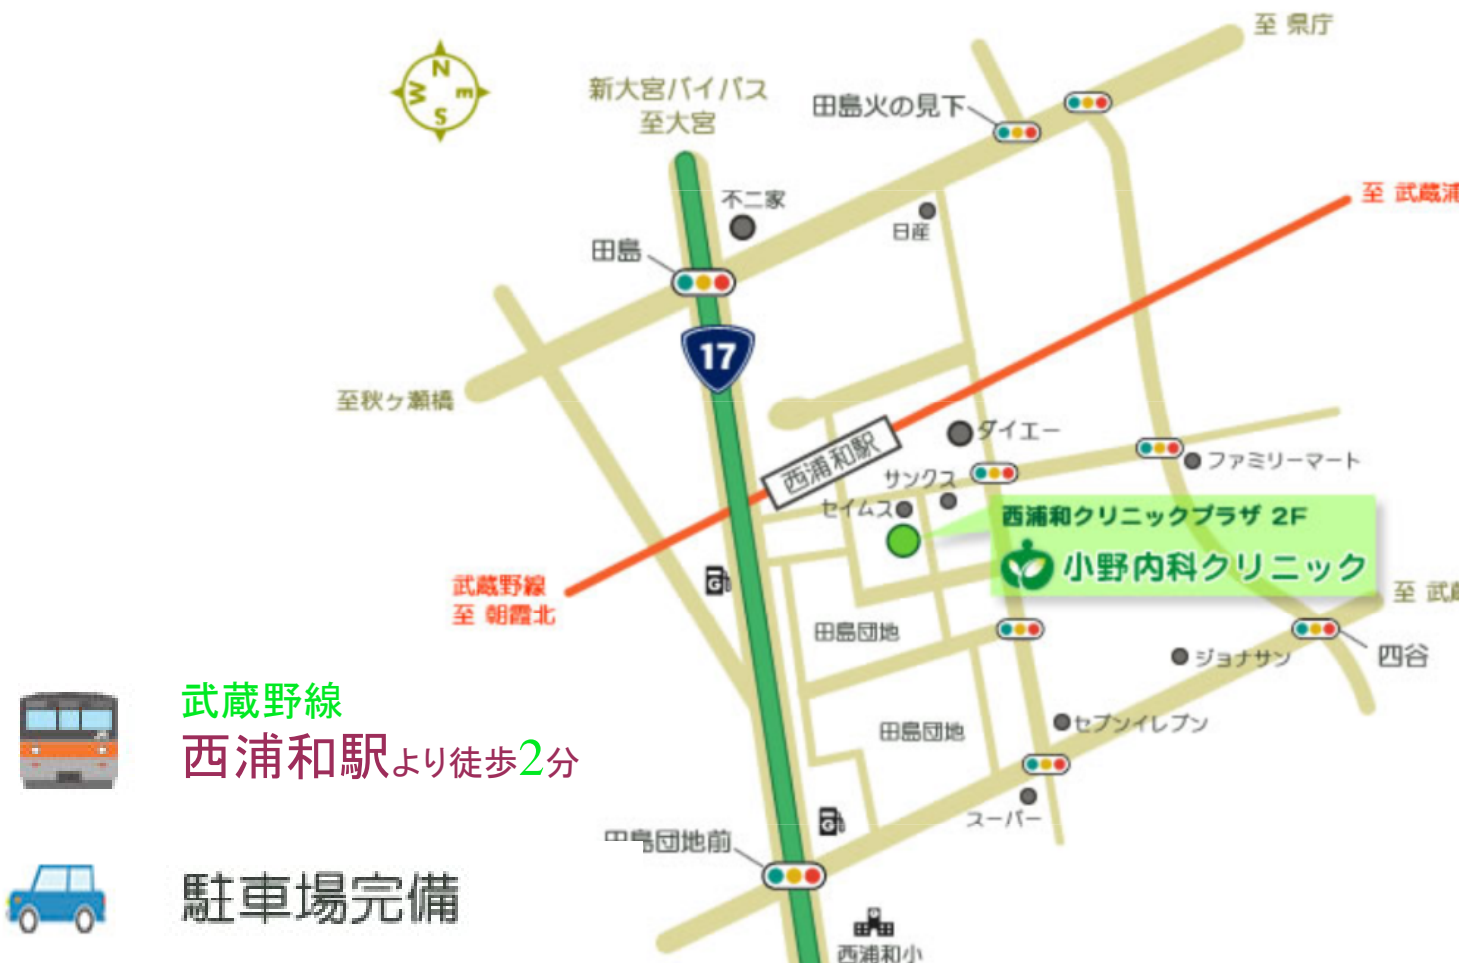 至 県庁
N
W
E
S
新大宮バイパス
至大宮
田島火の見下
不二家
日産
至 武蔵浦
田島
17
至秋ヶ瀬橋
西浦和駅
ダイエー
サンクス
ファミリーマート
セイムス
西浦和クリニックプラザ 2F
小野内科クリニック
武蔵野線
至 朝霞北
G
至 武蔵
田島団地
四谷
ジョナサン
武蔵野線
西浦和駅より徒歩2分
田島団地
セブンイレブン
スーパー
G
田島団地前
駐車場完備
西浦和小